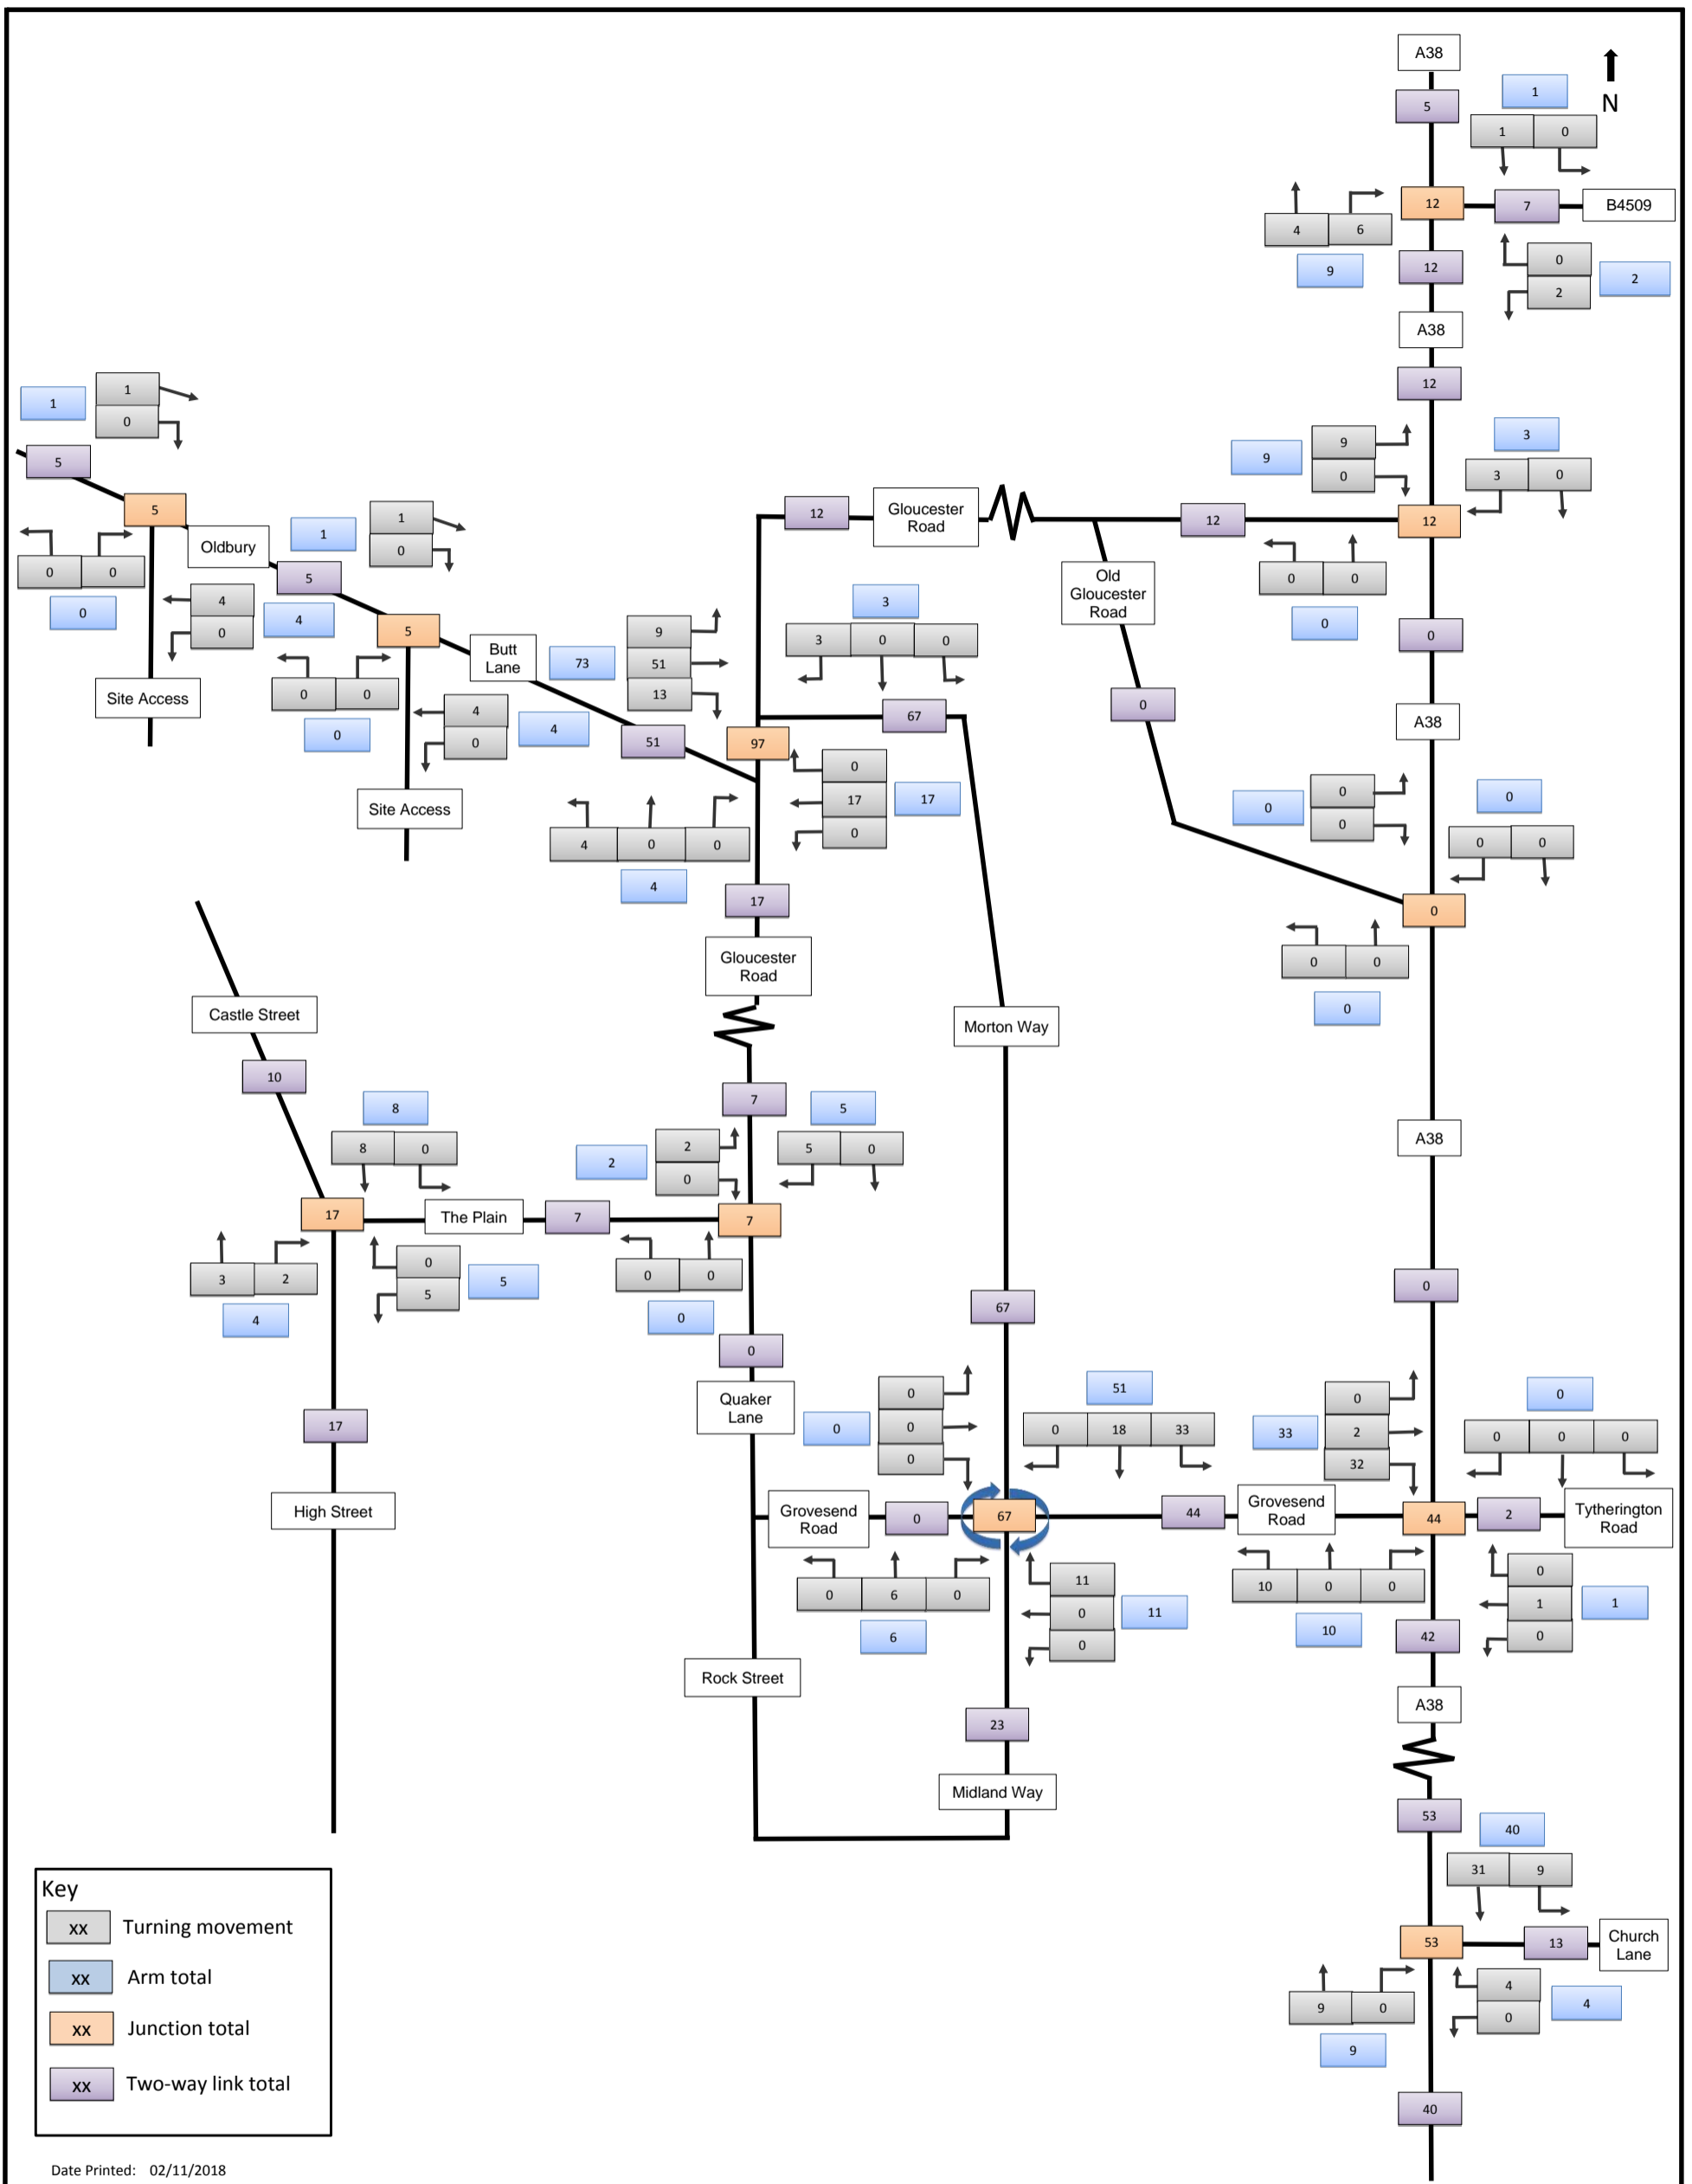 A38
N
5
1
1 0
12
7
B4509
4 6
9
12
0
2
2
A38
12
1
1
0
5
5
Oldbury
0 0
0
4
0
4
Site Access
1
1
0
5
5
Butt
Lane
0 0
0
4
0
4
Site Access
73
9
51
13
51
12
Gloucester
Road
3
3 0 0
67
97
0
17
0
17
4 0 0
4
17
Gloucester
Road
Old
Gloucester
Road
0
12
9
9
0
3
3 0
12
0 0
0
0
A38
0
0
0
0
0 0
0
0 0
0
Morton Way
Castle Street
10
8
8 0
17
The Plain
7
3 2
4
0
5
5
17
High Street
7
2
2
0
5
5 0
7
0 0
0
0
Quaker
Lane
A38
67
0
0
0
0
0
51
0 18 33
Grovesend
Road
0
67
44
Grovesend
Road
0 6 0
6
11
0
0
11
33
0
2
32
0
0 0 0
44
2
Tytherington
Road
10 0 0
10
0
1
0
1
42
A38
Rock Street
23
Midland Way
53
40
31 9
53
13
Church
Lane
9 0
9
4
0
4
40
Key
xx Turning movement
xx Arm total
xx Junction total
xx Two-way link total
Date Printed: 02/11/2018